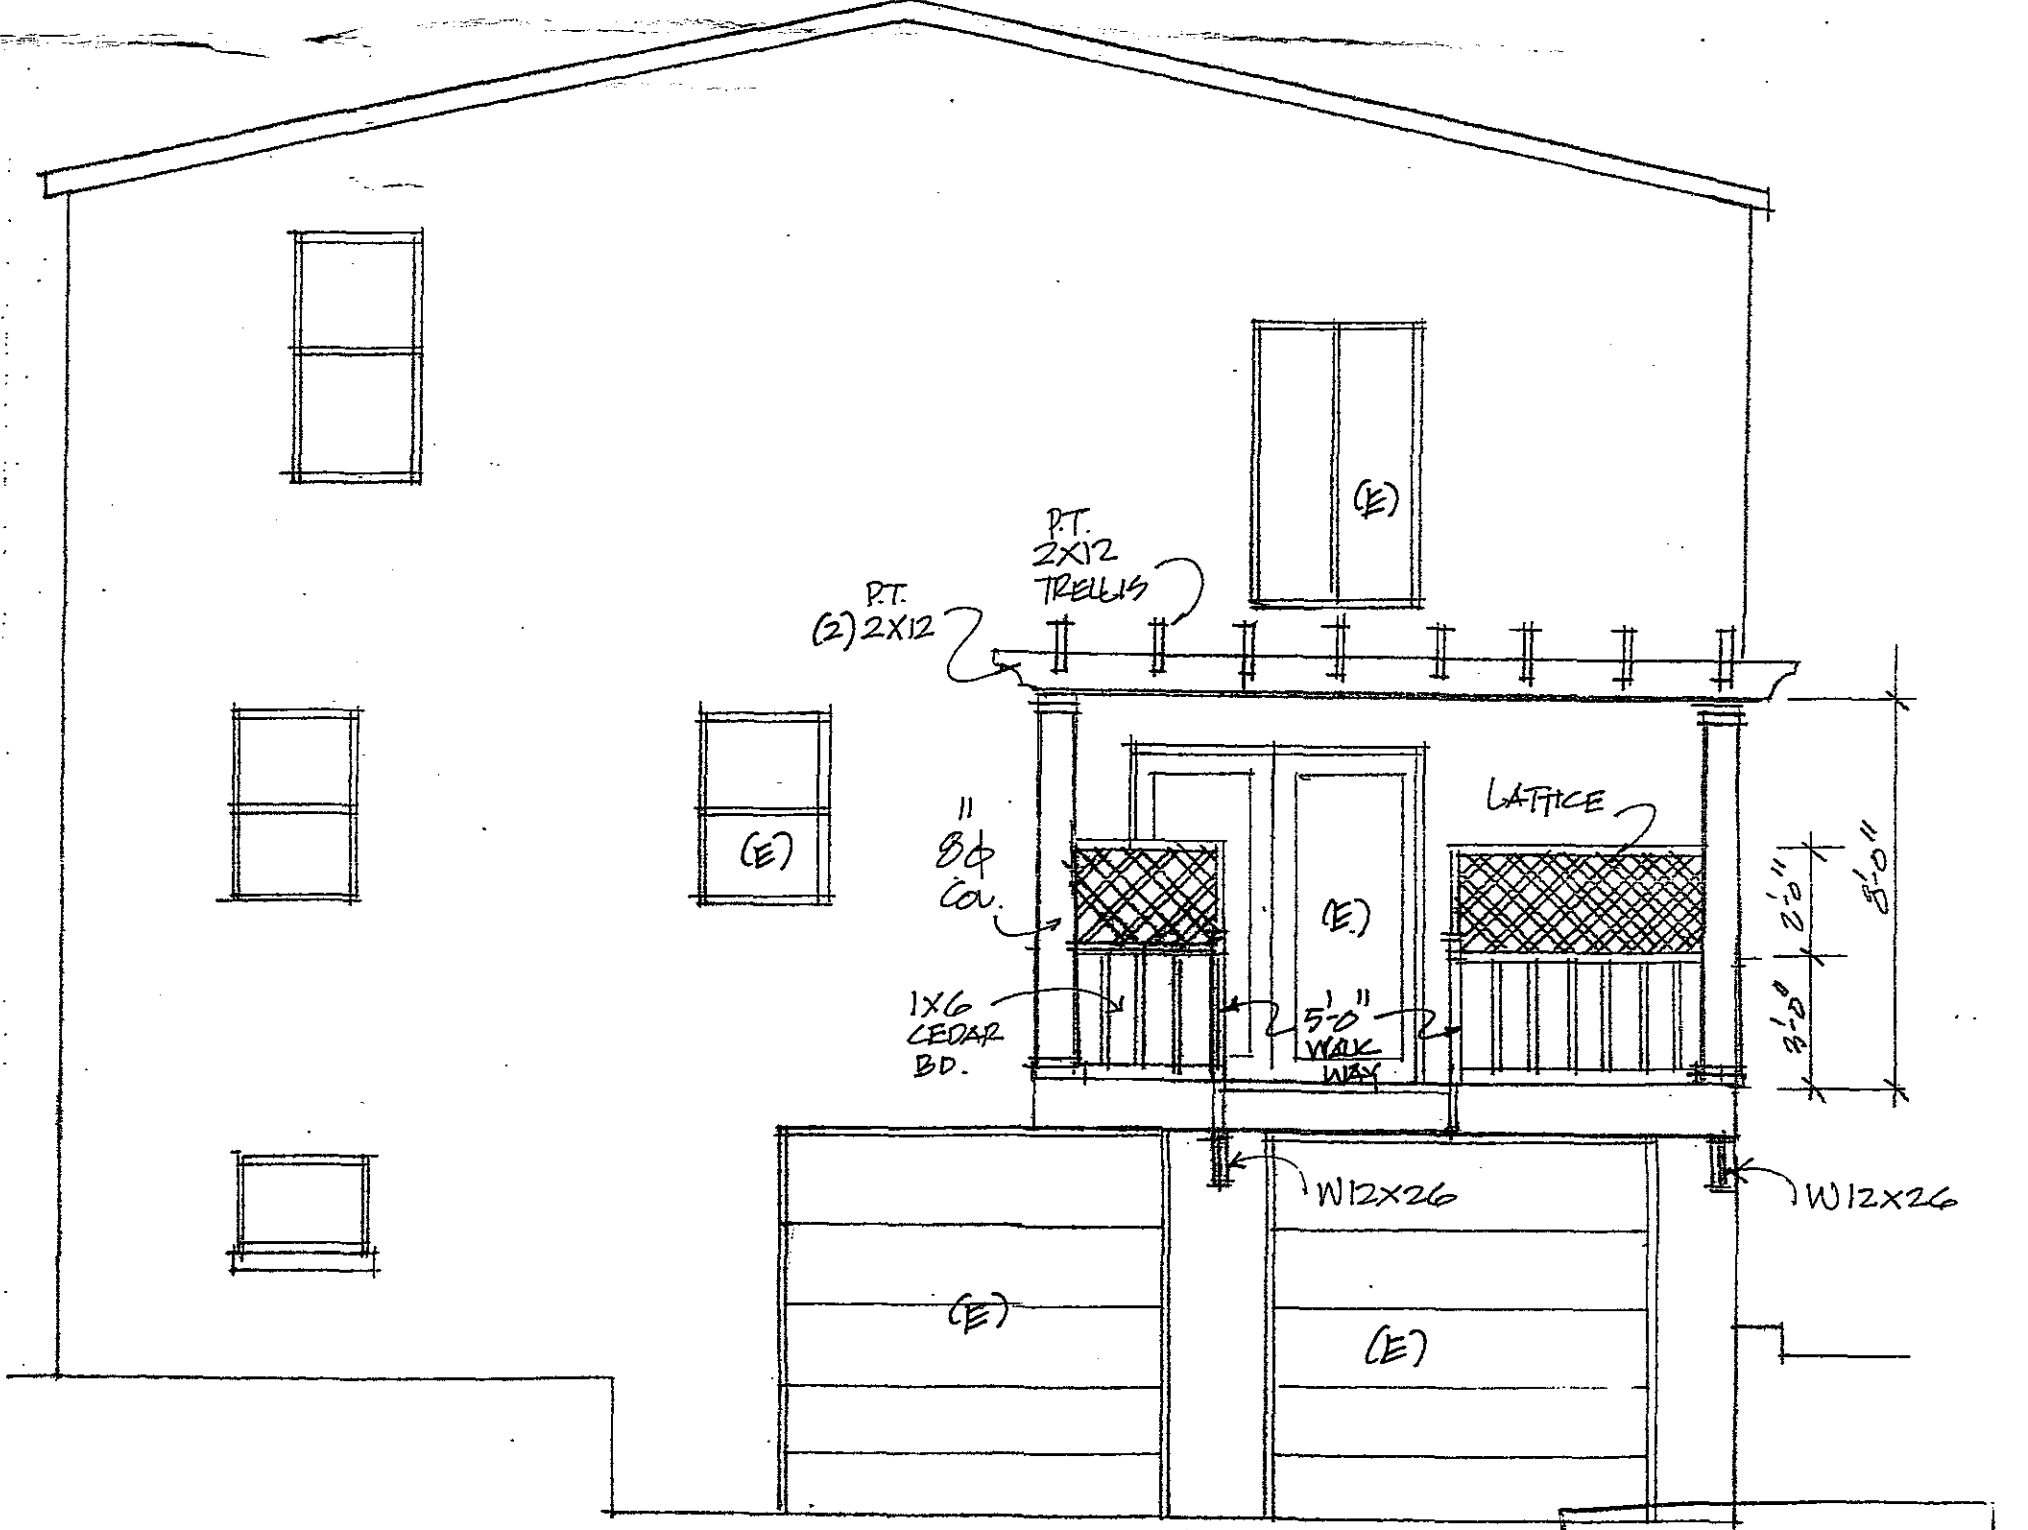 (E)
P.T.
2X12
TRELLIS
P.T.
(2) 2X12
LATTICE
8"ϕ
COL.
(E)
(E)
2'-0"
8'-0"
1X6
CEDAR
BD.
5'-0"
WALK
WAY
3'-0"
W12X26
W12X26
(E)
(E)